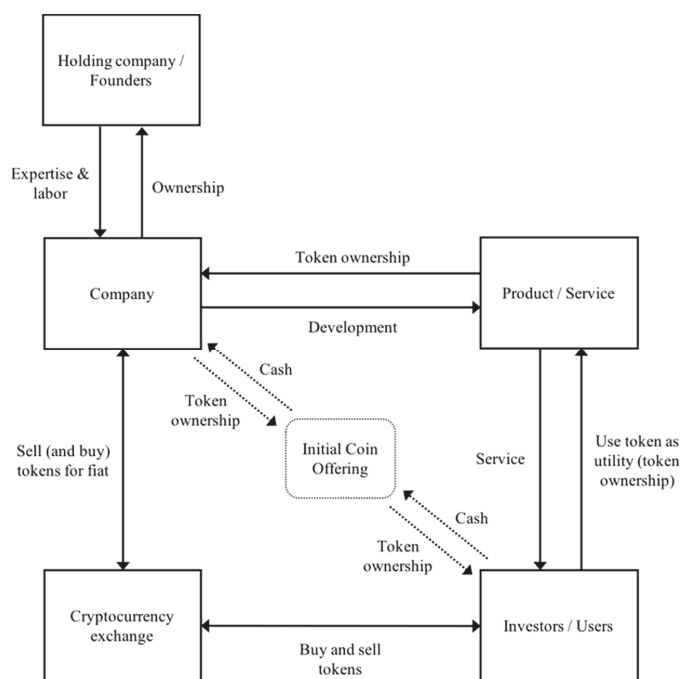 Holding company /
Founders
Expertise &
labor
Ownership
Token ownership
Company
Product / Service
Development
Cash
Token
ownership
Sell (and buy)
tokens for fiat
Initial Coin
Offering
Service
Use token as
utility (token
ownership)
Cash
Token
ownership
Cryptocurrency
exchange
Investors / Users
Buy and sell
tokens